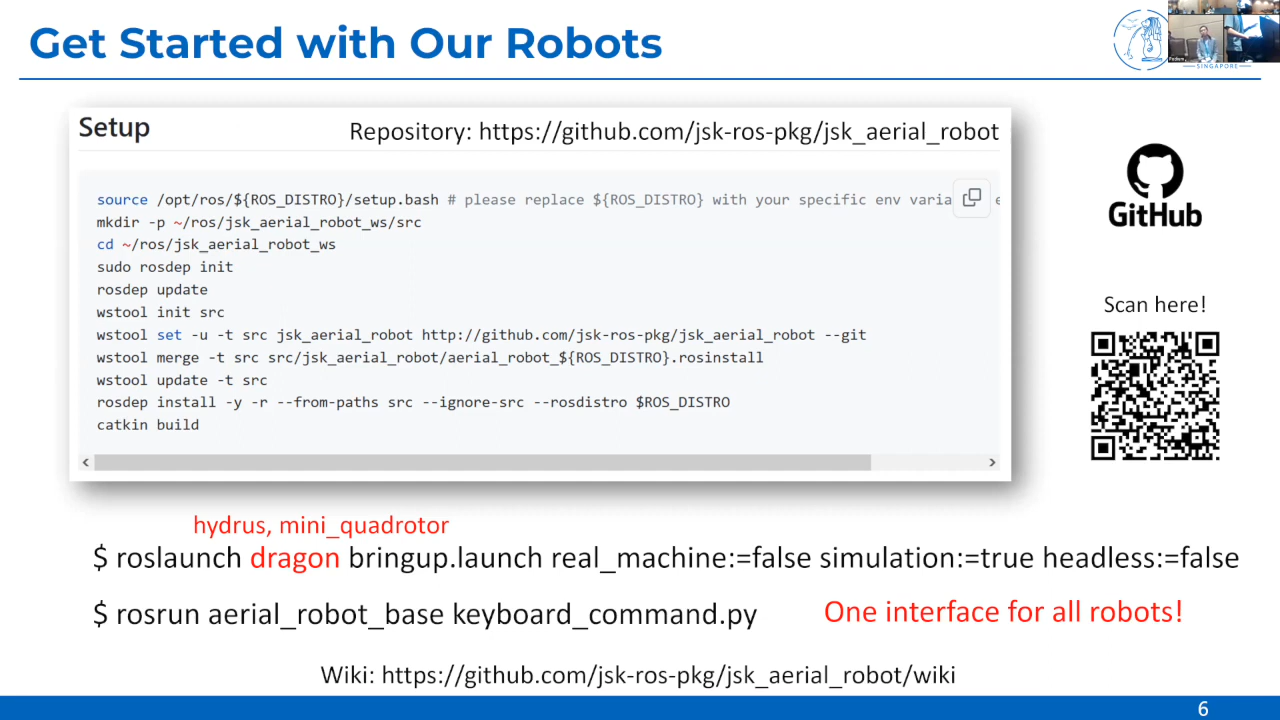 Get Started with Our Robots
SINGAPORE
Setup
Repository: https://github.com/jsk-ros-pkg/jsk_aerial_robot
source /opt/ros/${ROS_DISTRO}/setup.bash # please replace ${ROS_DISTRO} with your specific env varia
mkdir -p ~/ros/jsk_aerial_robot_ws/src
cd ~/ros/jsk_aerial_robot_ws
sudo rosdep init
rosdep update
wstool init src
wstool set -u -t src jsk_aerial_robot http://github.com/jsk-ros-pkg/jsk_aerial_robot --git
wstool merge -t src src/jsk_aerial_robot/aerial_robot_${ROS_DISTRO}.rosinstall
wstool update -t src
rosdep install -y -r --from-paths src --ignore-src --rosdistro $ROS_DISTRO
catkin build
GitHub
Scan here!
hydrus, mini_quadrotor
$ roslaunch dragon bringup.launch real_machine:=false simulation:=true headless:=false
$ rosrun aerial_robot_base keyboard_command.py
One interface for all robots!
Wiki: https://github.com/jsk-ros-pkg/jsk_aerial_robot/wiki
6